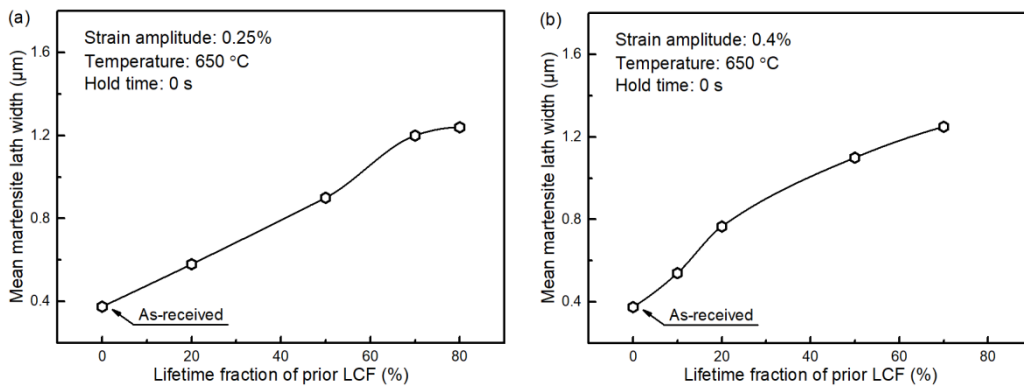 (a)
Strain amplitude: 0.25%
Temperature: 650 °C
Hold time: 0 s
As-received
Mean martensite lath width (μm)
1.6
1.2
0.8
0.4
0 20 40 60 80
Lifetime fraction of prior LCF (%)
(b)
Strain amplitude: 0.4%
Temperature: 650 °C
Hold time: 0 s
As-received
Mean martensite lath width (μm)
1.6
1.2
0.8
0.4
0 20 40 60 80
Lifetime fraction of prior LCF (%)